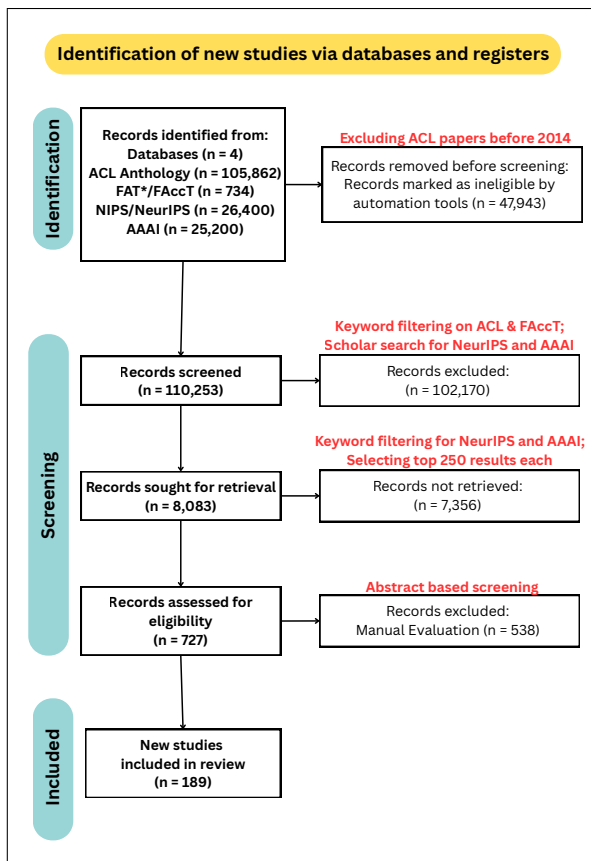 Identification of new studies via databases and registers
Identification
Records identified from:
Databases (n = 4)
ACL Anthology (n = 105,862)
FAT*/FAccT (n = 734)
NIPS/NeurIPS (n = 26,400)
AAAI (n = 25,200)
Excluding ACL papers before 2014
Records removed before screening:
Records marked as ineligible by
automation tools (n = 47,943)
Screening
Records screened
(n = 110,253)
Keyword filtering on ACL & FAccT;
Scholar search for NeurIPS and AAAI
Records excluded:
(n = 102,170)
Records sought for retrieval
(n = 8,083)
Keyword filtering for NeurIPS and AAAI;
Selecting top 250 results each
Records not retrieved:
(n = 7,356)
Records assessed for
eligibility
(n = 727)
Abstract based screening
Records excluded:
Manual Evaluation (n = 538)
Included
New studies
included in review
(n = 189)